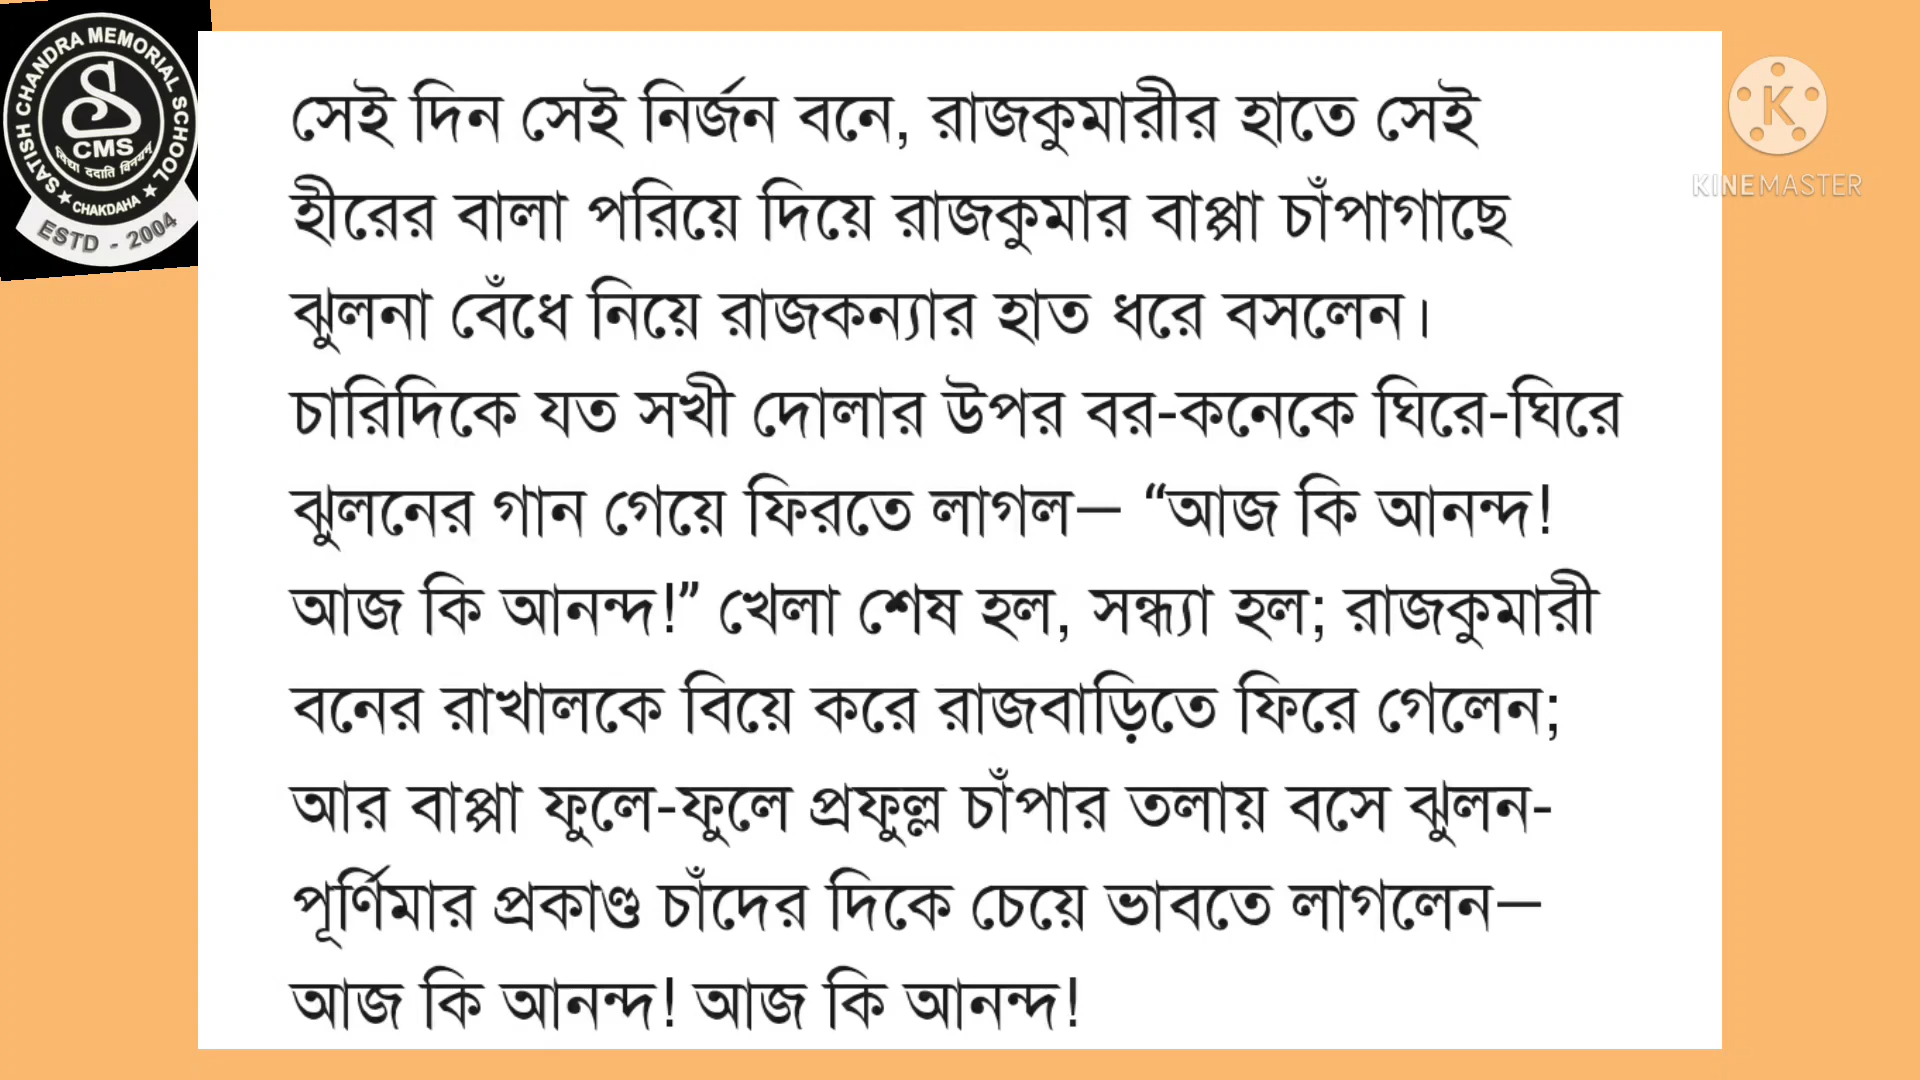 SATISH CHANDRA MEMORIAL SCHOOL
CMS
विद्या ददाति विनयम्
★ CHAKDAHA ★
ESTD - 2004
K
KINEMASTER
সেই দিন সেই নির্জন বনে, রাজকুমারীর হাতে সেই
হীরের বালা পরিয়ে দিয়ে রাজকুমার বাপ্পা চাঁপাগাছে
ঝুলনা বেঁধে নিয়ে রাজকন্যার হাত ধরে বসলেন।
চারিদিকে যত সখী দোলার উপর বর-কনেকে ঘিরে-ঘিরে
ঝুলনের গান গেয়ে ফিরতে লাগল— “আজ কি আনন্দ!
আজ কি আনন্দ!” খেলা শেষ হল, সন্ধ্যা হল; রাজকুমারী
বনের রাখালকে বিয়ে করে রাজবাড়িতে ফিরে গেলেন;
আর বাপ্পা ফুলে-ফুলে প্রফুল্ল চাঁপার তলায় বসে ঝুলন-
পূর্ণিমার প্রকাণ্ড চাঁদের দিকে চেয়ে ভাবতে লাগলেন—
আজ কি আনন্দ! আজ কি আনন্দ!